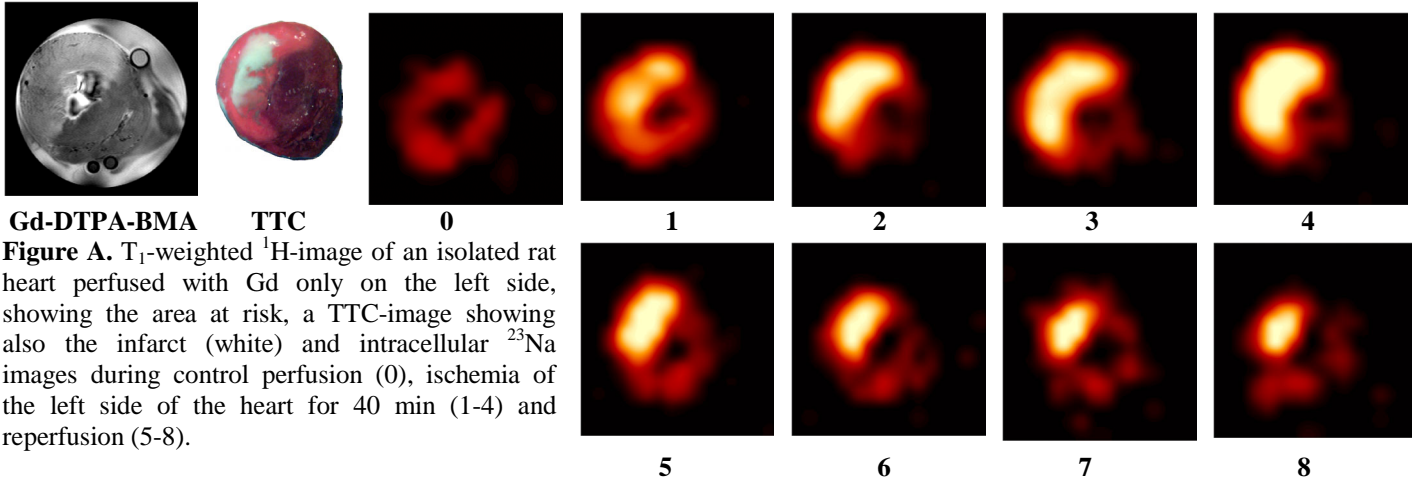 Gd-DTPA-BMA TTC 0 1 2 3 4
Figure A. T₁-weighted ¹H-image of an isolated rat
heart perfused with Gd only on the left side,
showing the area at risk, a TTC-image showing
also the infarct (white) and intracellular ²³Na
images during control perfusion (0), ischemia of
the left side of the heart for 40 min (1-4) and
reperfusion (5-8).
5 6 7 8